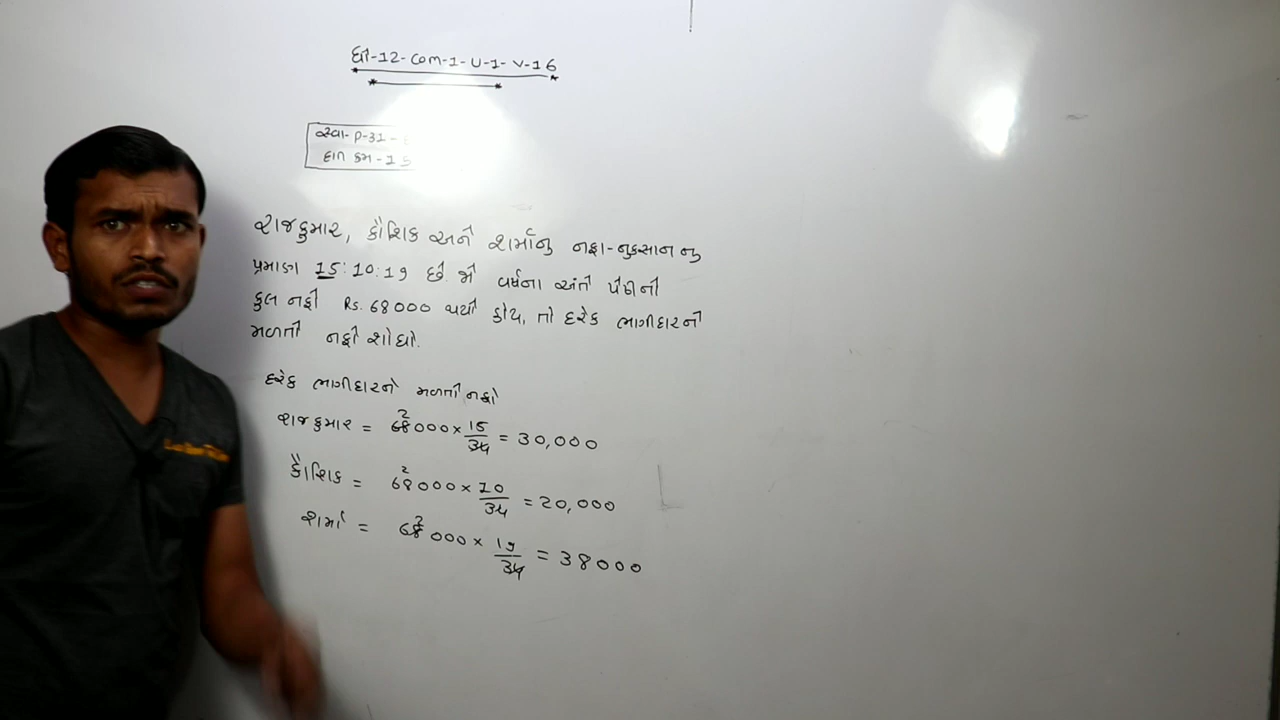 ધો-12-com-1-U-1-V-16
સ્વા-P-31-
દાખ ક્રમ-1
રાજકુમાર, કૌશિક અને શર્માનુ નફા-નુકસાન નુ
પ્રમાણ 15:10:19 છે જો વર્ષના અંતે પેઢીની
કુલ નફો Rs. 68000 થયો હોય, તો દરેક ભાગીદારને
મળતો નફો શોધો.
દરેક ભાગીદારને મળતો નફો
રાજકુમાર = 68000 × 15/34 = 30,000
કૌશિક = 68000 × 10/34 = 20,000
શર્મા = 68000 × 19/34 = 38000